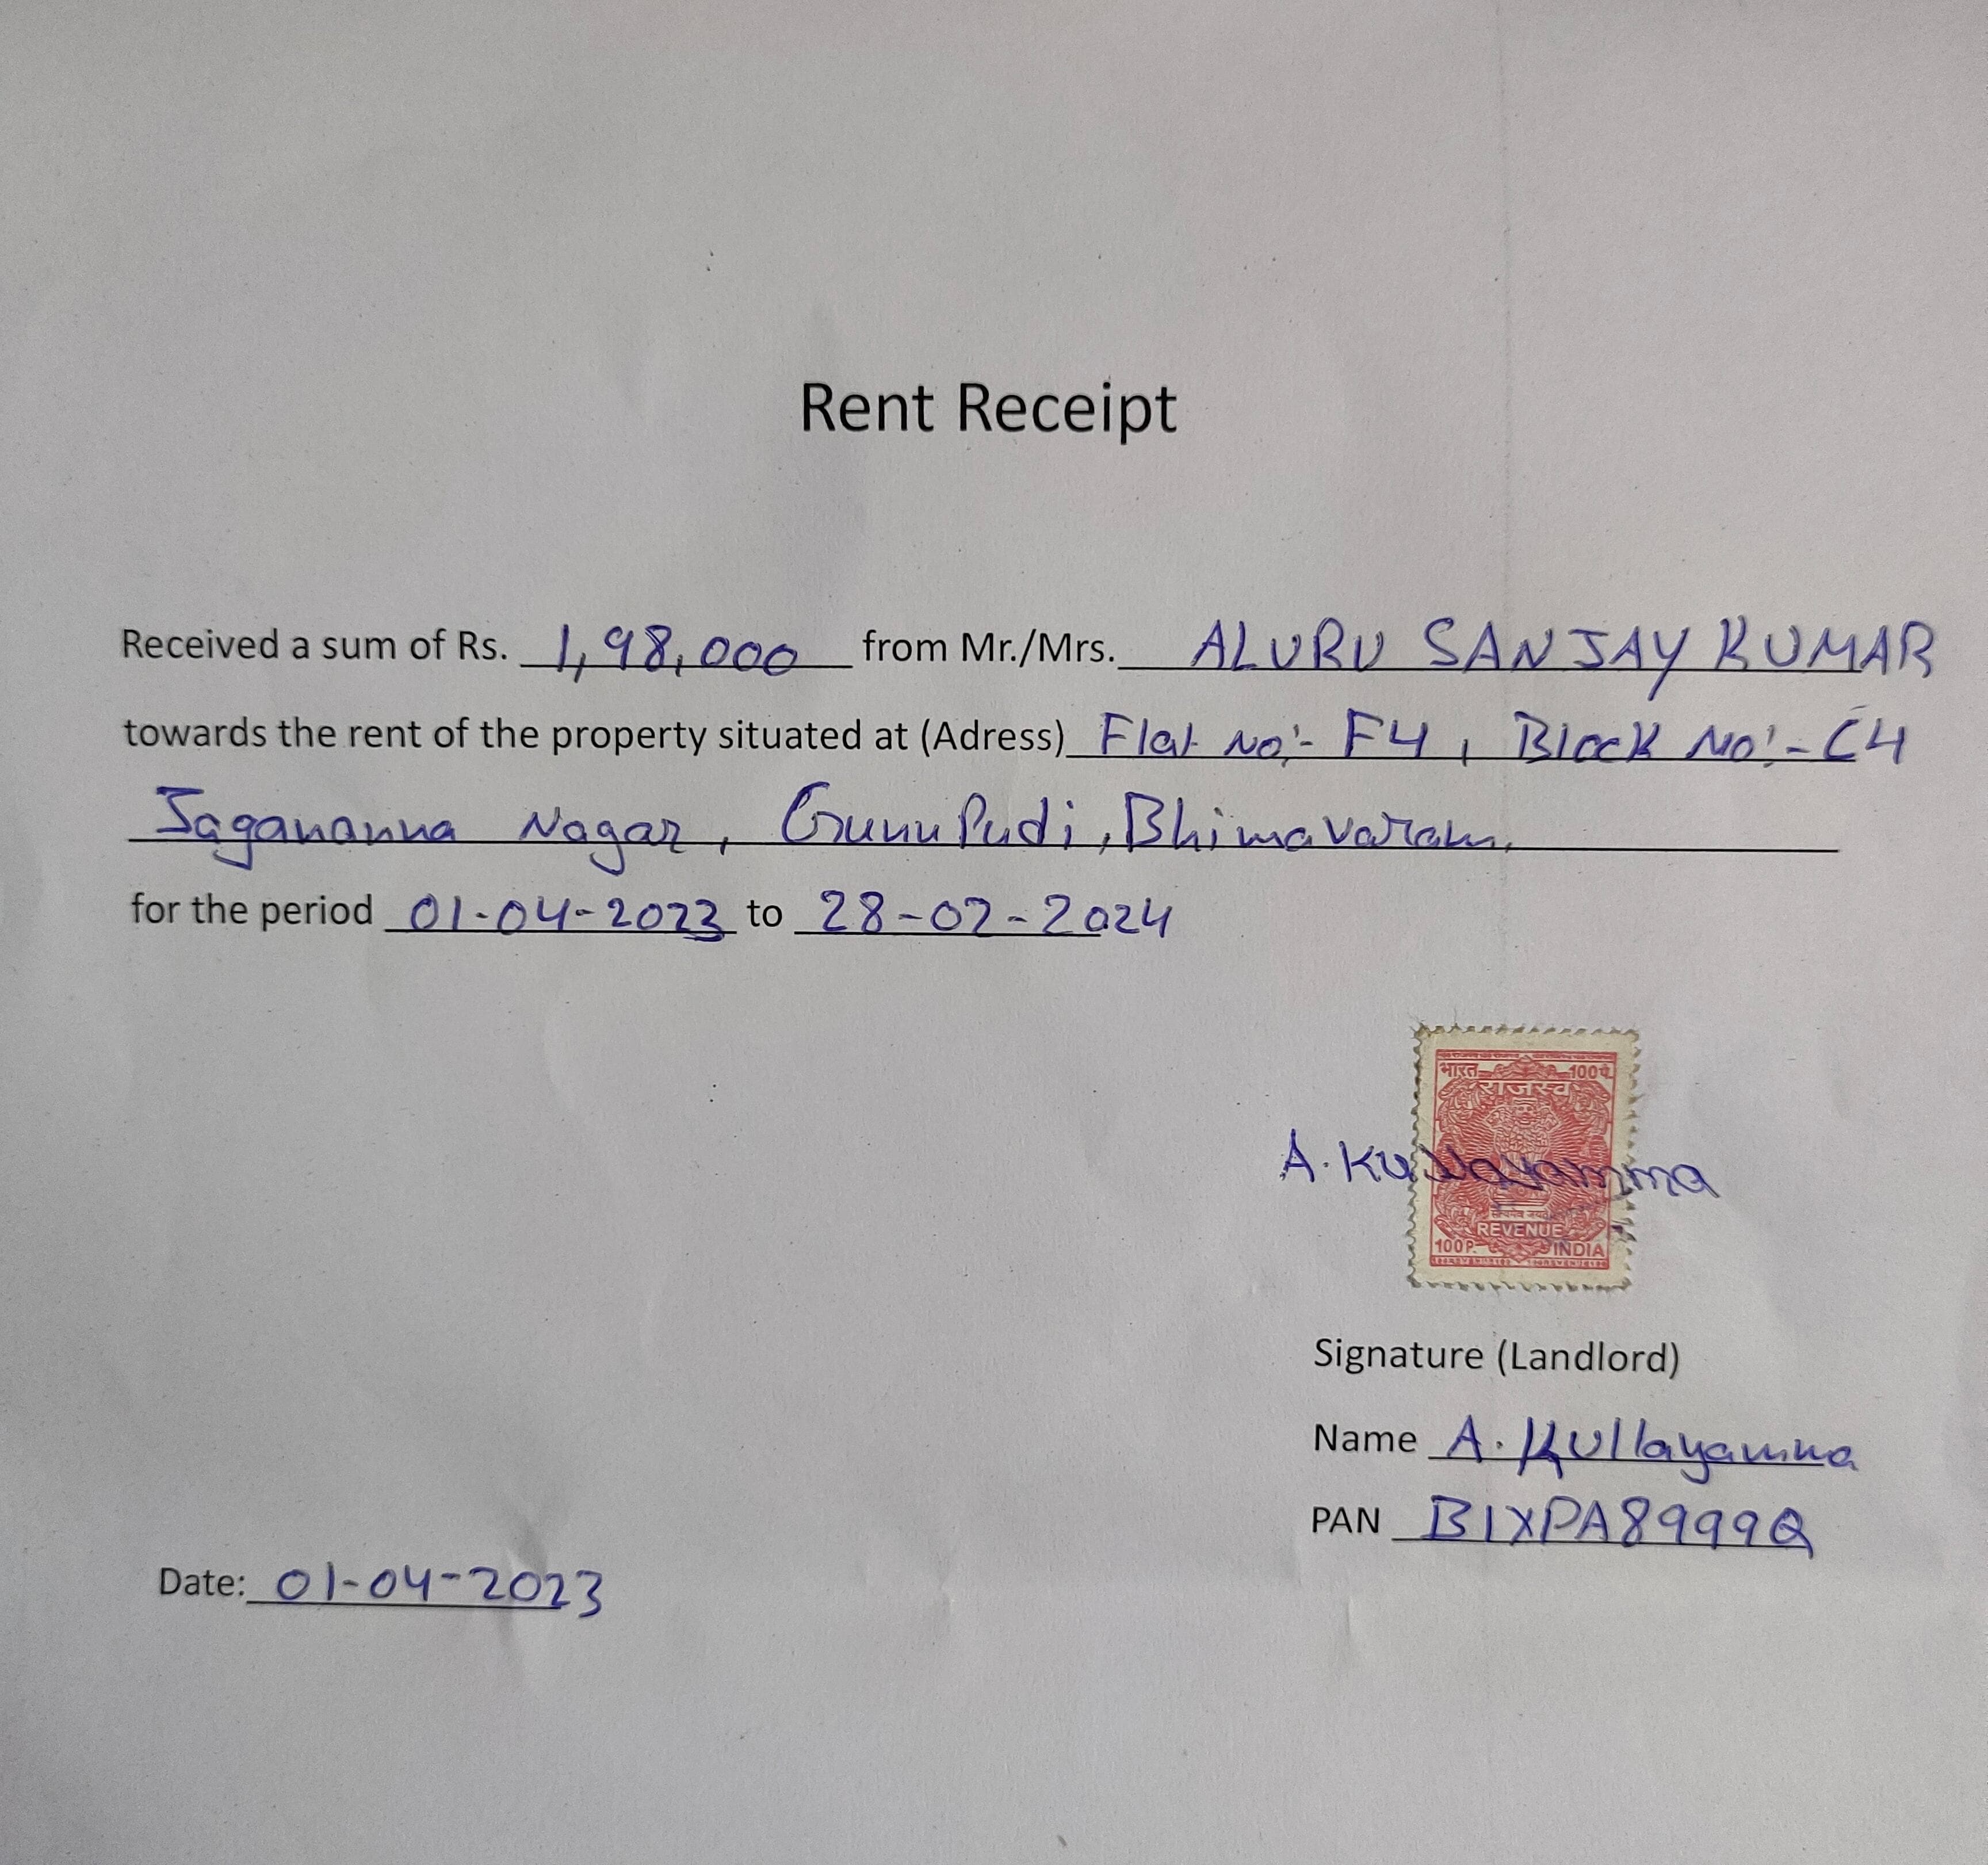 Rent Receipt
Received a sum of Rs. 1,98,000 from Mr./Mrs. ALURU SANJAY KUMAR
towards the rent of the property situated at (Adress) Flat No:- F4, Block No:- C4
Jagananna Nagar, GunuPudi, Bhimavaram.
for the period 01-04-2023 to 28-02-2024
भारत 100पै.
राजस्व
A. Kullayamma
REVENUE
100P. INDIA
Signature (Landlord)
Name A. Kullayamma
PAN BIXPA8999Q
Date: 01-04-2023